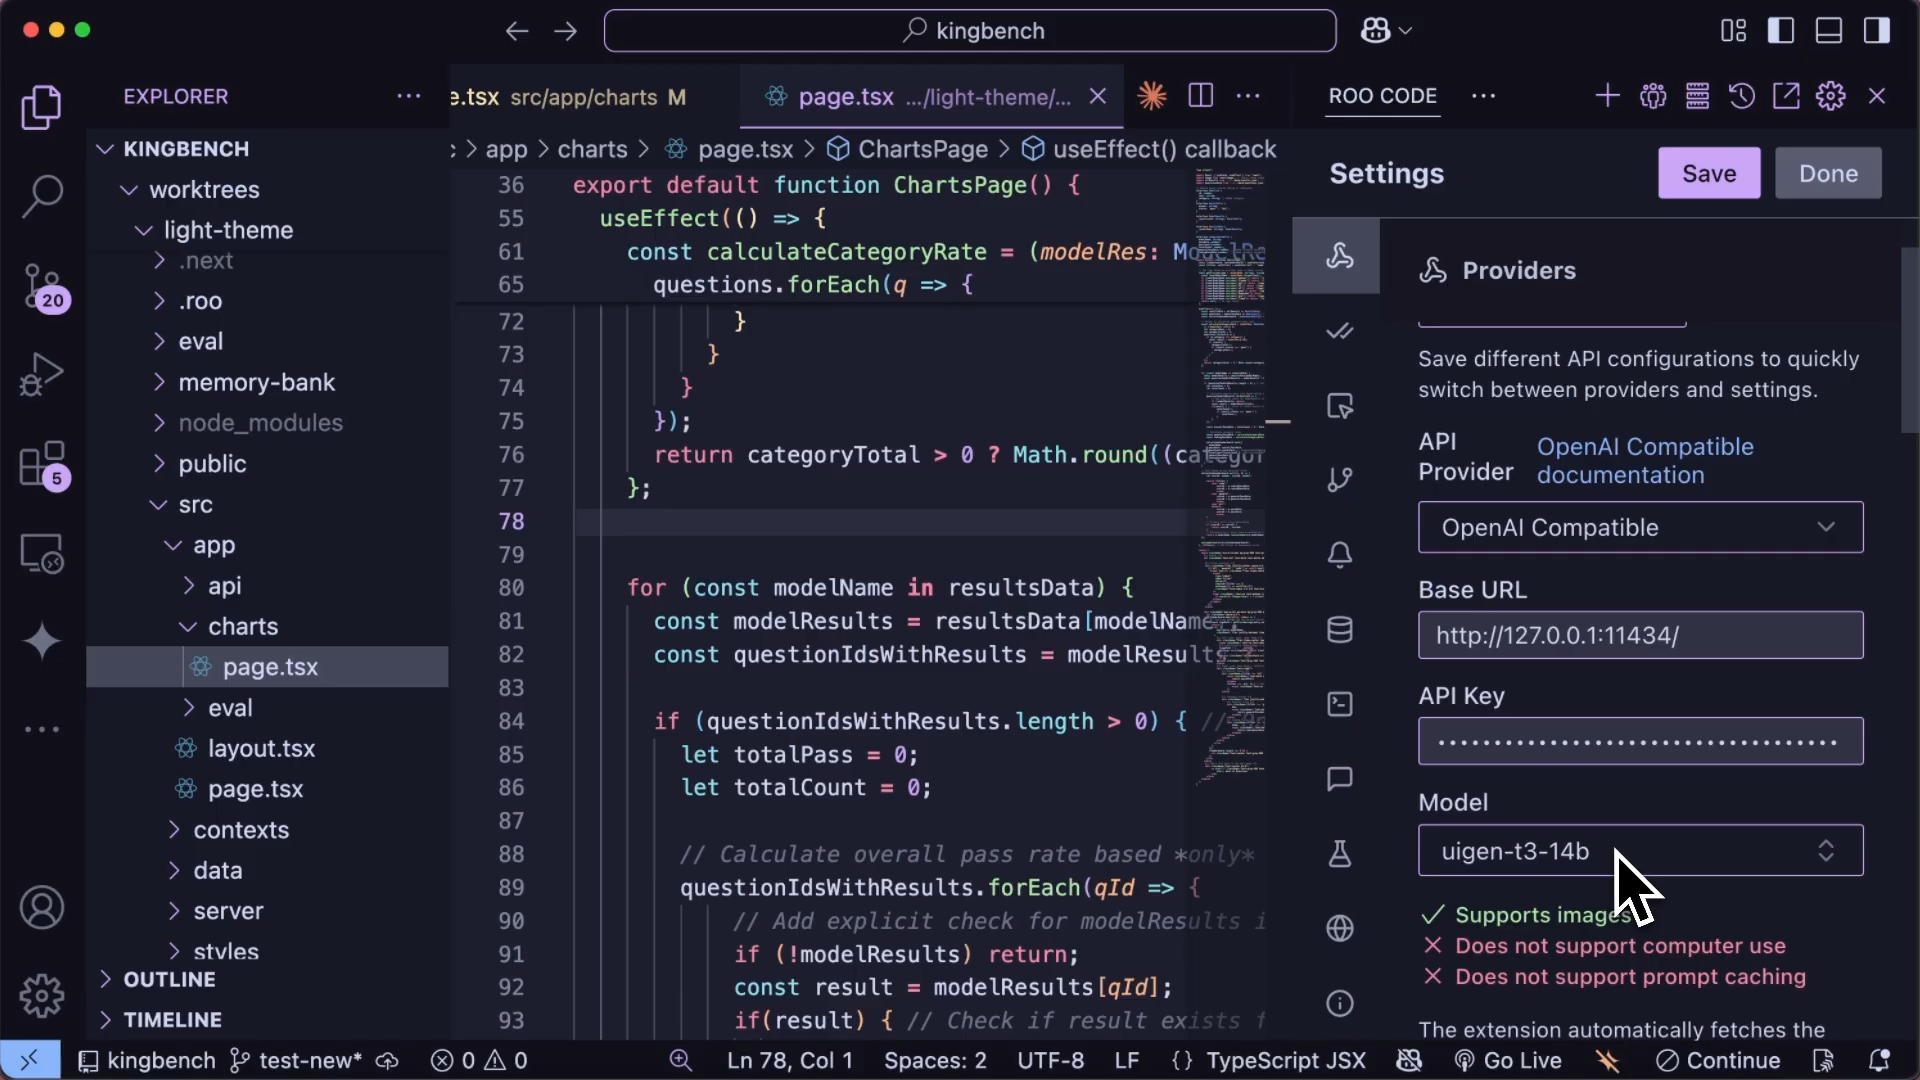 kingbench
EXPLORER
e.tsx src/app/charts M
page.tsx .../light-theme/...
ROO CODE
KINGBENCH
worktrees
light-theme
.next
.roo
eval
memory-bank
node_modules
public
src
app
api
charts
page.tsx
eval
layout.tsx
page.tsx
contexts
data
server
styles
OUTLINE
TIMELINE
20
5
app > charts > page.tsx > ChartsPage > useEffect() callback
36 export default function ChartsPage() {
55 useEffect(() => {
61 const calculateCategoryRate = (modelRes: ModelRe
65 questions.forEach(q => {
72 }
73 }
74 }
75 });
76 return categoryTotal > 0 ? Math.round((categor
77 };
78
79
80 for (const modelName in resultsData) {
81 const modelResults = resultsData[modelName
82 const questionIdsWithResults = modelResults
83
84 if (questionIdsWithResults.length > 0) { //
85 let totalPass = 0;
86 let totalCount = 0;
87
88 // Calculate overall pass rate based *only*
89 questionIdsWithResults.forEach(qId => {
90 // Add explicit check for modelResults i
91 if (!modelResults) return;
92 const result = modelResults[qId];
93 if(result) { // Check if result exists f
Settings
Save
Done
Providers
Save different API configurations to quickly
switch between providers and settings.
API
Provider
OpenAI Compatible
documentation
OpenAI Compatible
Base URL
http://127.0.0.1:11434/
API Key
Model
uigen-t3-14b
Supports images
Does not support computer use
Does not support prompt caching
The extension automatically fetches the
kingbench test-new* 0 0 Ln 78, Col 1 Spaces: 2 UTF-8 LF {} TypeScript JSX Go Live Continue